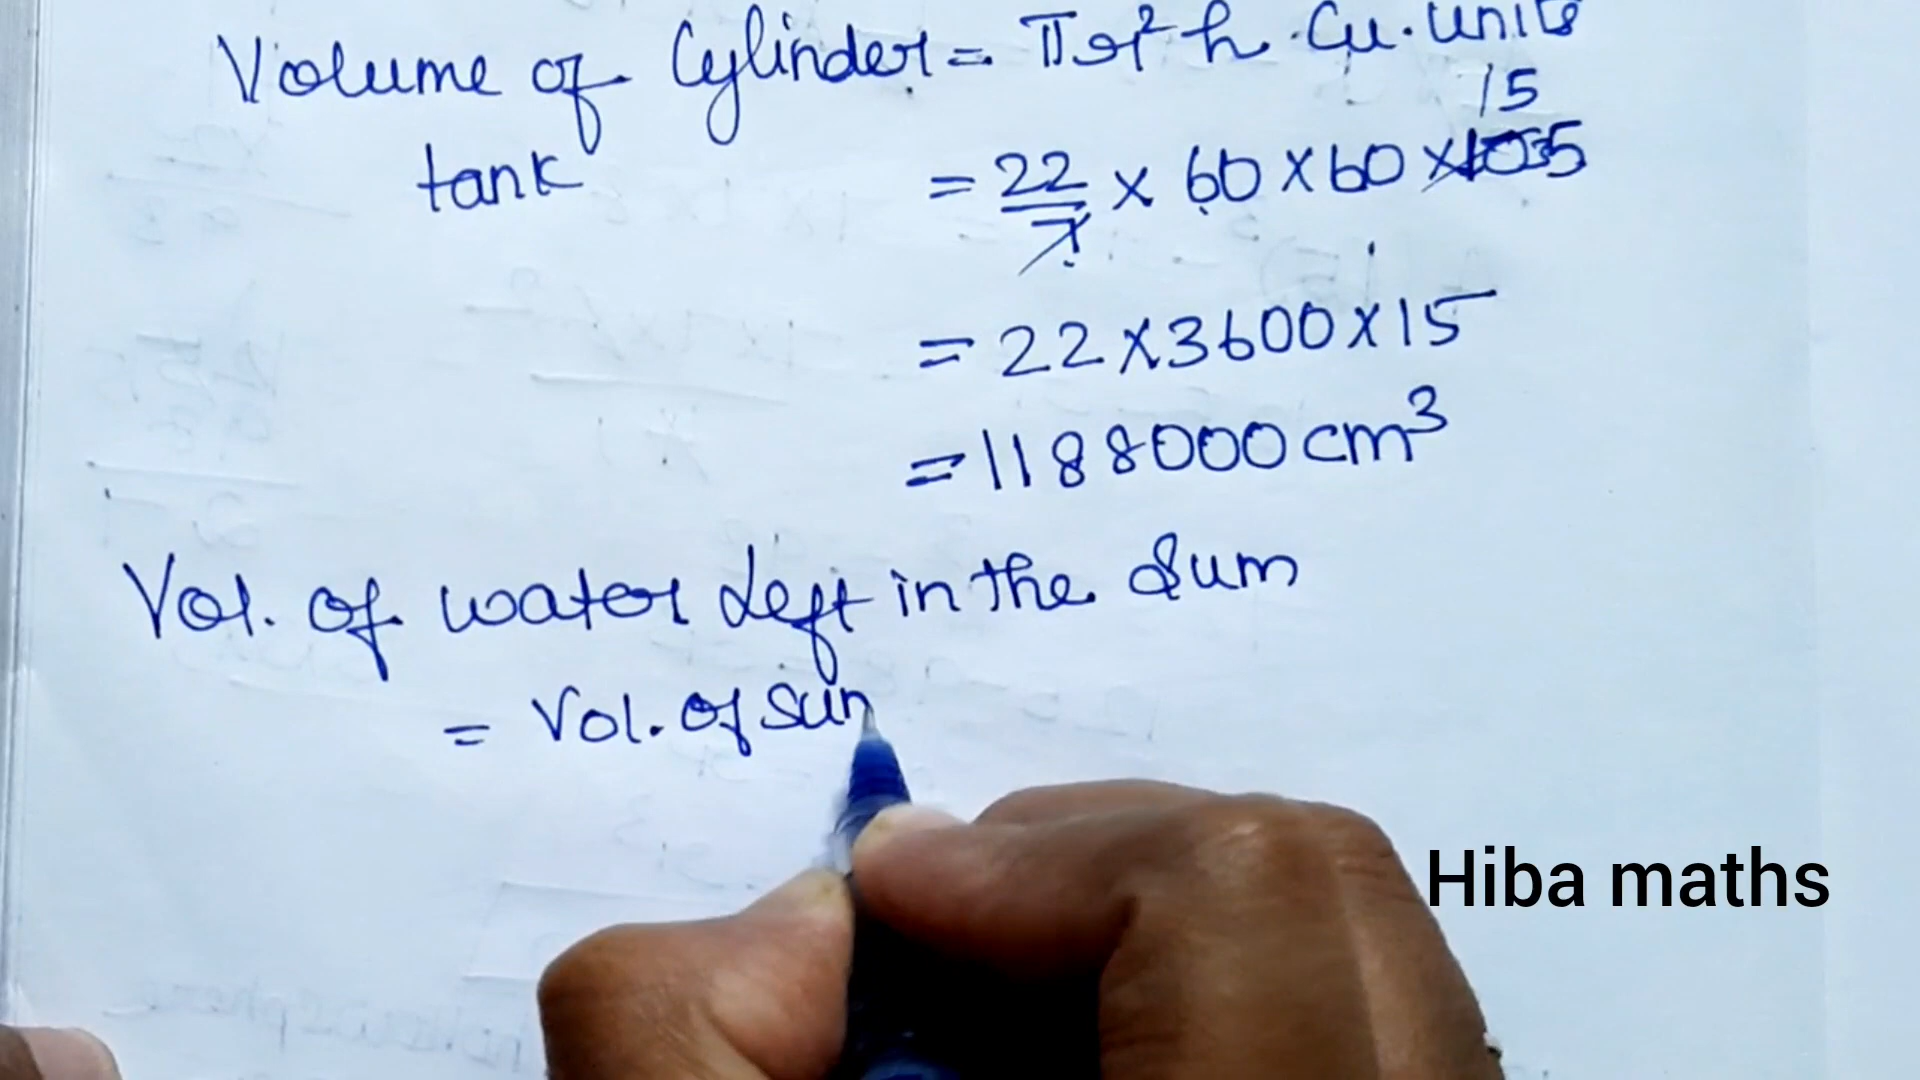 Volume of Cylinder = πr²h . Cu. units
tank
15
= 22/7 × 60 × 60 × 105
= 22 × 3600 × 15
= 1188000 cm³
Vol. of water left in the Sum
= Vol. of Sum
Hiba maths